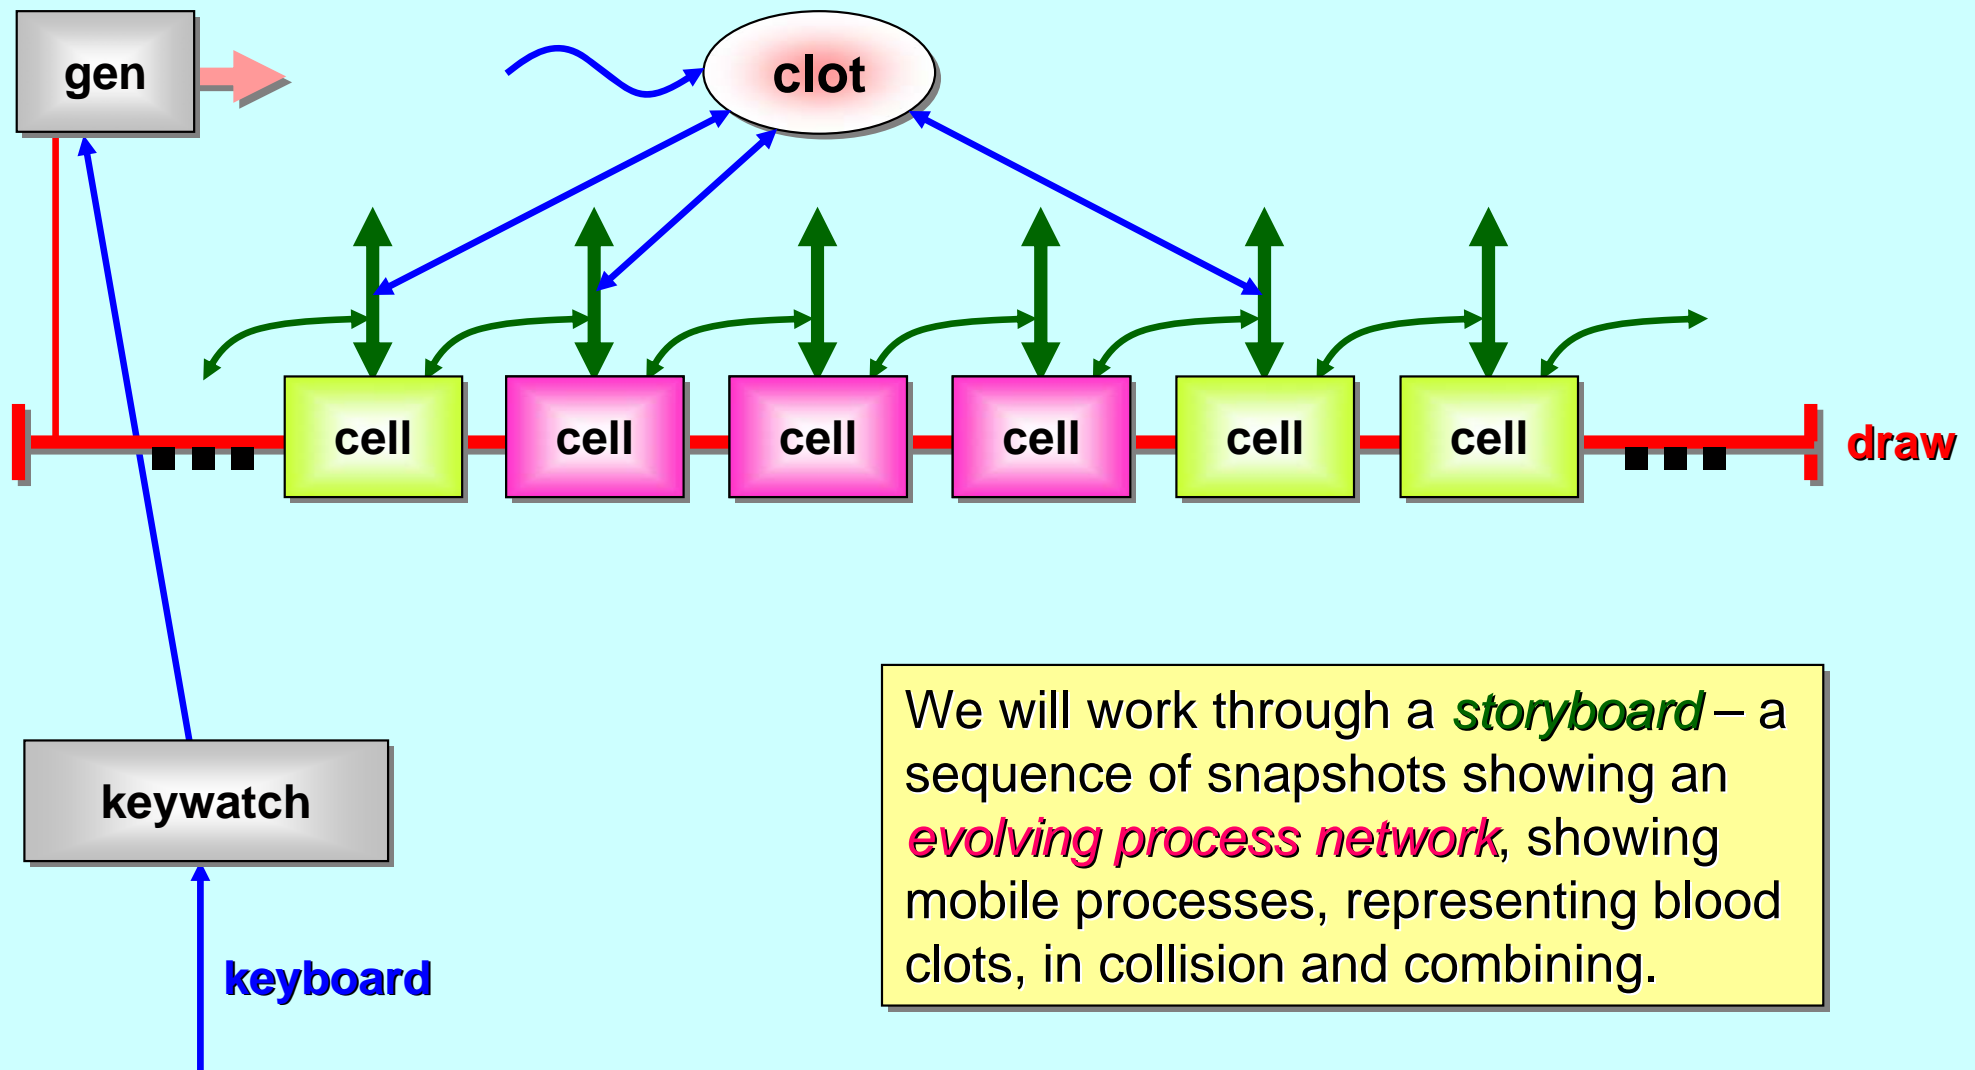 gen
clot
cell
cell
cell
cell
cell
cell
draw
keywatch
keyboard
We will work through a storyboard – a
sequence of snapshots showing an
evolving process network, showing
mobile processes, representing blood
clots, in collision and combining.